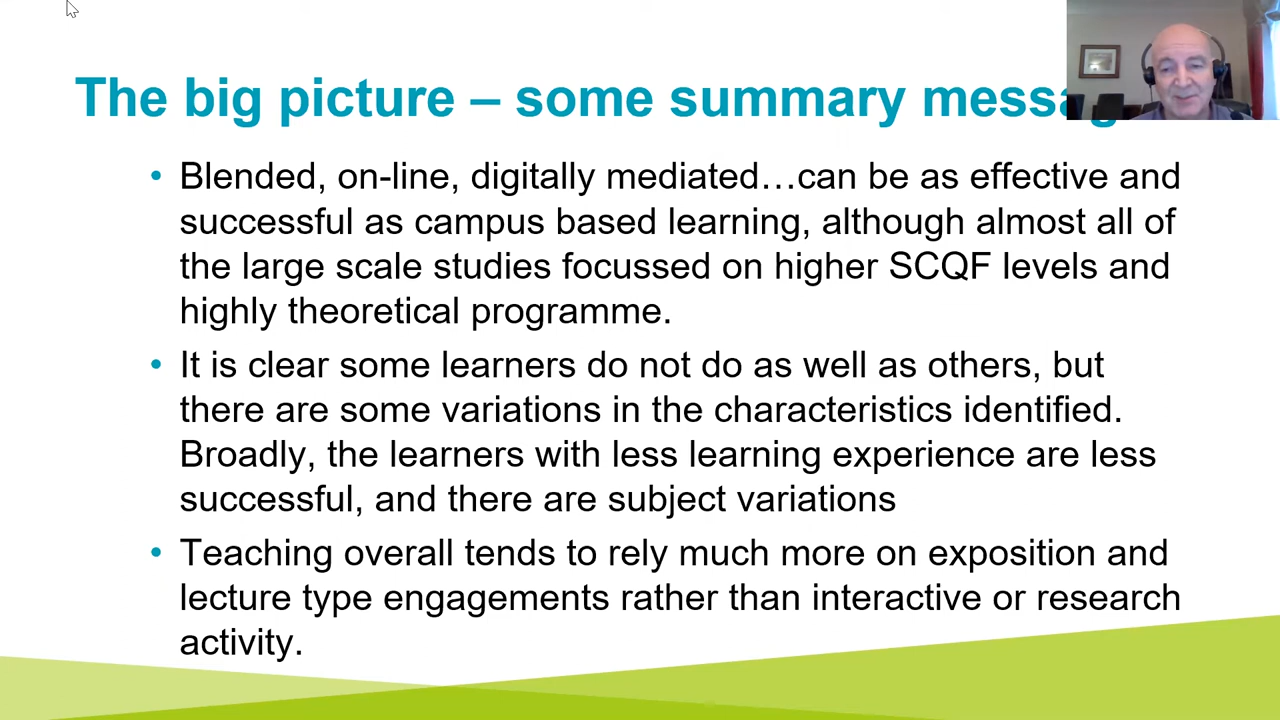 The big picture – some summary
• Blended, on-line, digitally mediated…can be as effective and
successful as campus based learning, although almost all of
the large scale studies focussed on higher SCQF levels and
highly theoretical programme.
• It is clear some learners do not do as well as others, but
there are some variations in the characteristics identified.
Broadly, the learners with less learning experience are less
successful, and there are subject variations
• Teaching overall tends to rely much more on exposition and
lecture type engagements rather than interactive or research
activity.